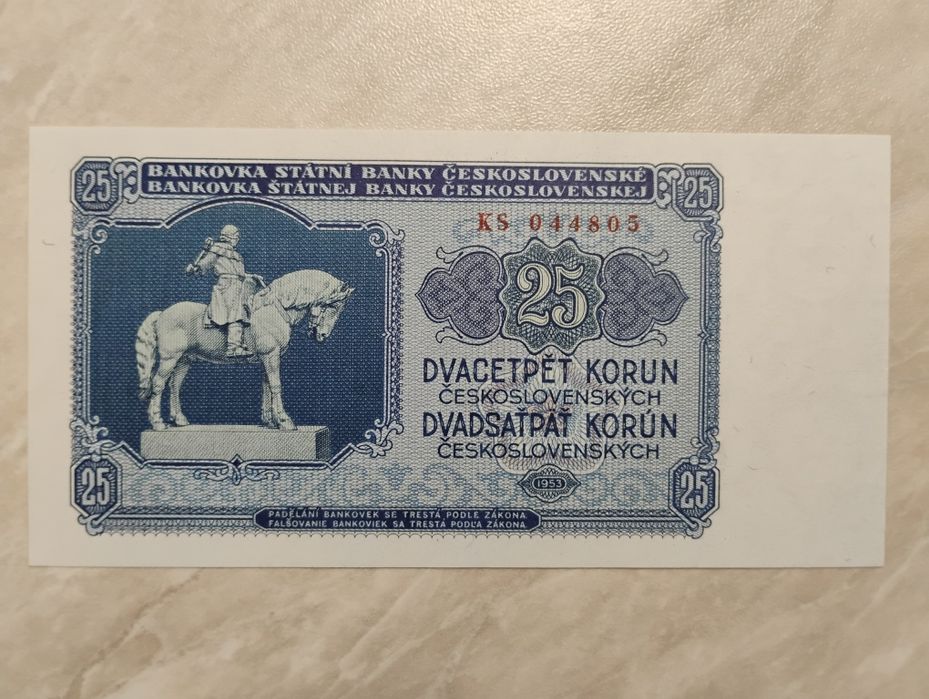 25 BANKOVKA STÁTNÍ BANKY ČESKOSLOVENSKÉ 25
BANKOVKA ŠTÁTNEJ BANKY ČESKOSLOVENSKEJ
KS 044805
25
DVACETPĚT KORUN
ČESKOSLOVENSKÝCH
DVADSAŤPÄŤ KORÚN
ČESKOSLOVENSKÝCH
25 1953 25
PADĚLÁNÍ BANKOVEK SE TRESTÁ PODLE ZÁKONA
FALŠOVANIE BANKOVIEK SA TRESTÁ PODĽA ZÁKONA